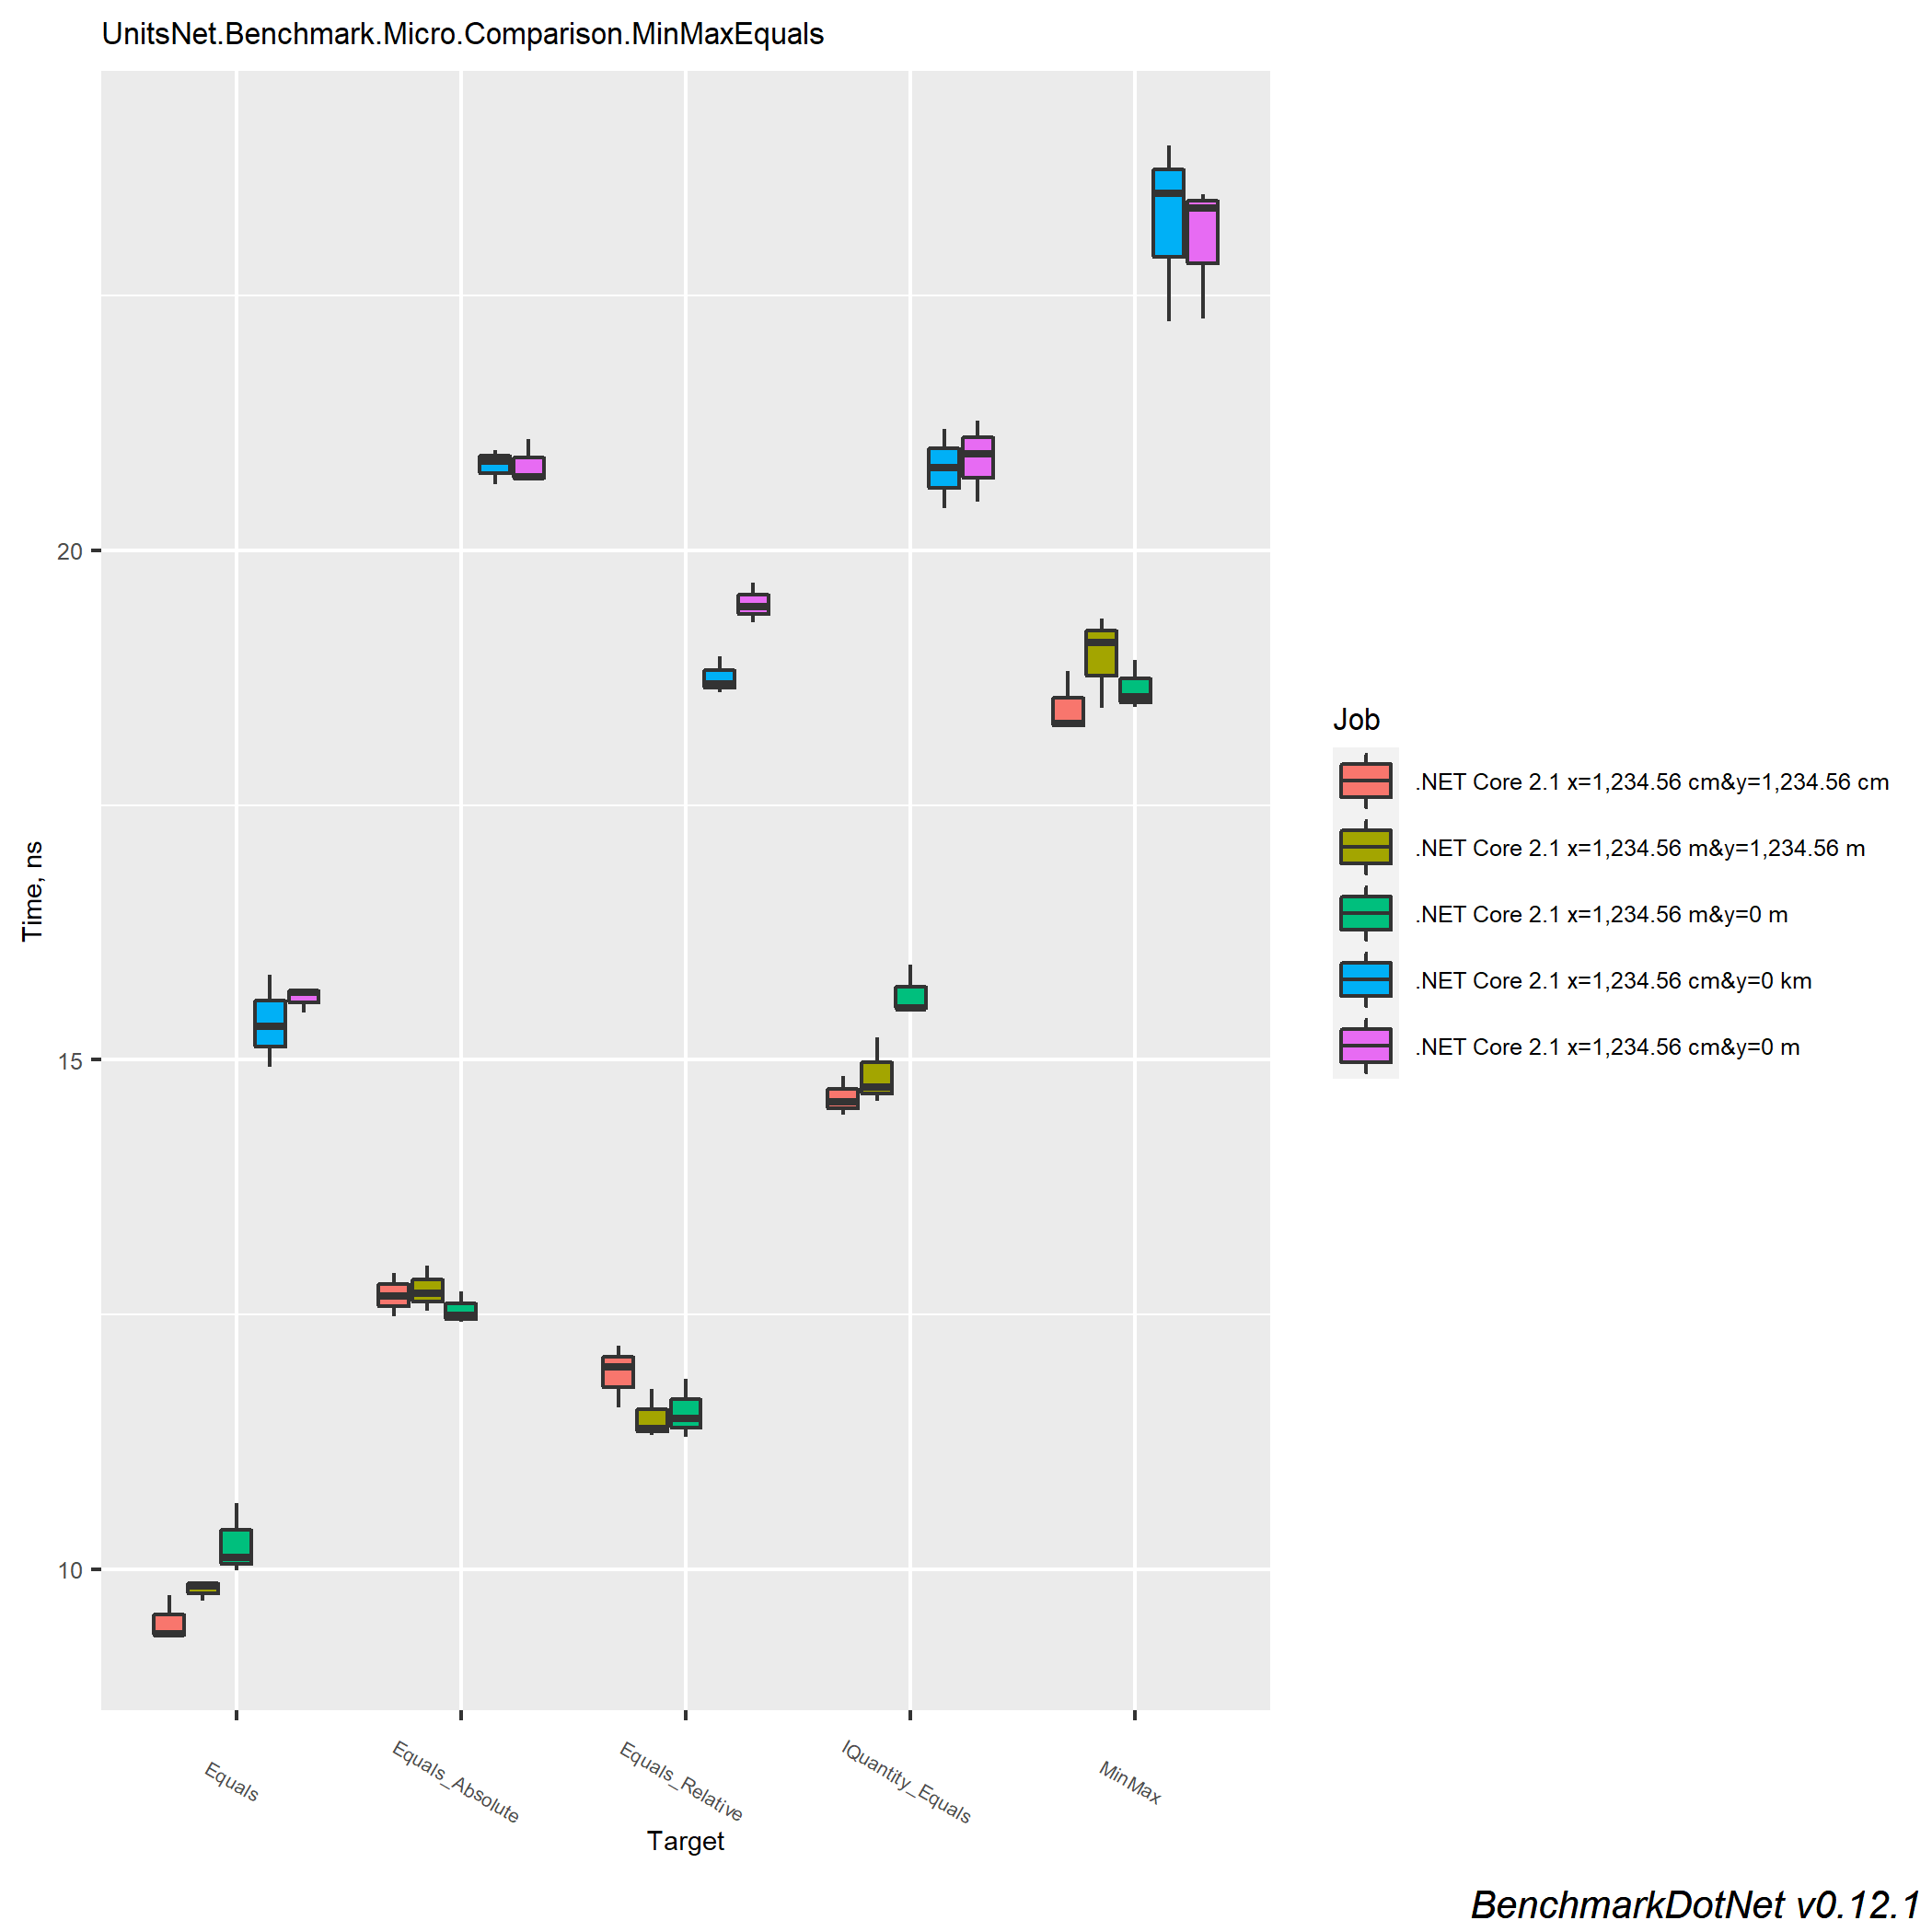 UnitsNet.Benchmark.Micro.Comparison.MinMaxEquals
Time, ns
20
15
10
Equals
Equals_Absolute
Equals_Relative
IQuantity_Equals
MinMax
Target
Job
.NET Core 2.1 x=1,234.56 cm&y=1,234.56 cm
.NET Core 2.1 x=1,234.56 m&y=1,234.56 m
.NET Core 2.1 x=1,234.56 m&y=0 m
.NET Core 2.1 x=1,234.56 cm&y=0 km
.NET Core 2.1 x=1,234.56 cm&y=0 m
BenchmarkDotNet v0.12.1